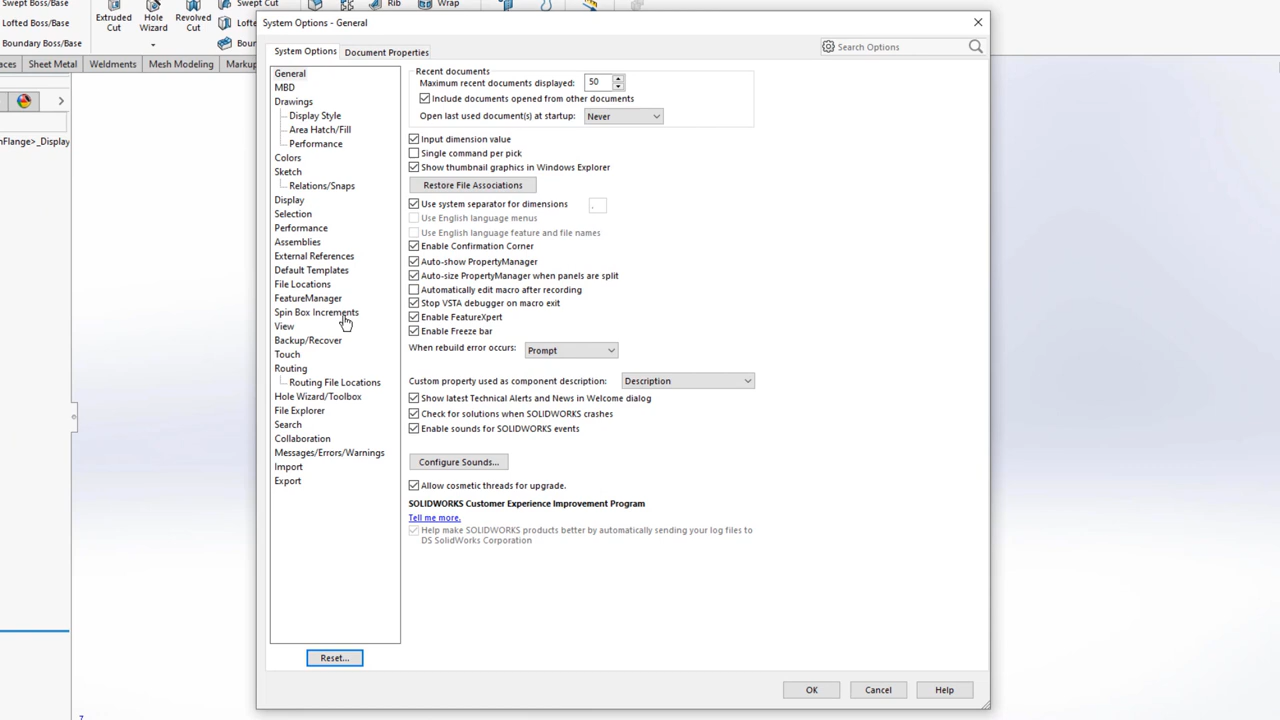 Extruded
Cut
Hole
Wizard
Revolved
Cut
Swept Cut
Rib
Wrap
Lofted Boss/Base
Boundary Boss/Base
Sheet Metal
Weldments
Mesh Modeling
Markup
System Options - General
System Options
Document Properties
Search Options
General
MBD
Drawings
Display Style
Area Hatch/Fill
Performance
Colors
Sketch
Relations/Snaps
Display
Selection
Performance
Assemblies
External References
Default Templates
File Locations
FeatureManager
Spin Box Increments
View
Backup/Recover
Touch
Routing
Routing File Locations
Hole Wizard/Toolbox
File Explorer
Search
Collaboration
Messages/Errors/Warnings
Import
Export
Reset...
Recent documents
Maximum recent documents displayed: 50
Include documents opened from other documents
Open last used document(s) at startup: Never
Input dimension value
Single command per pick
Show thumbnail graphics in Windows Explorer
Restore File Associations
Use system separator for dimensions .
Use English language menus
Use English language feature and file names
Enable Confirmation Corner
Auto-show PropertyManager
Auto-size PropertyManager when panels are split
Automatically edit macro after recording
Stop VSTA debugger on macro exit
Enable FeatureXpert
Enable Freeze bar
When rebuild error occurs: Prompt
Custom property used as component description: Description
Show latest Technical Alerts and News in Welcome dialog
Check for solutions when SOLIDWORKS crashes
Enable sounds for SOLIDWORKS events
Configure Sounds...
Allow cosmetic threads for upgrade.
SOLIDWORKS Customer Experience Improvement Program
Tell me more.
Help make SOLIDWORKS products better by automatically sending your log files to
DS SolidWorks Corporation
OK
Cancel
Help